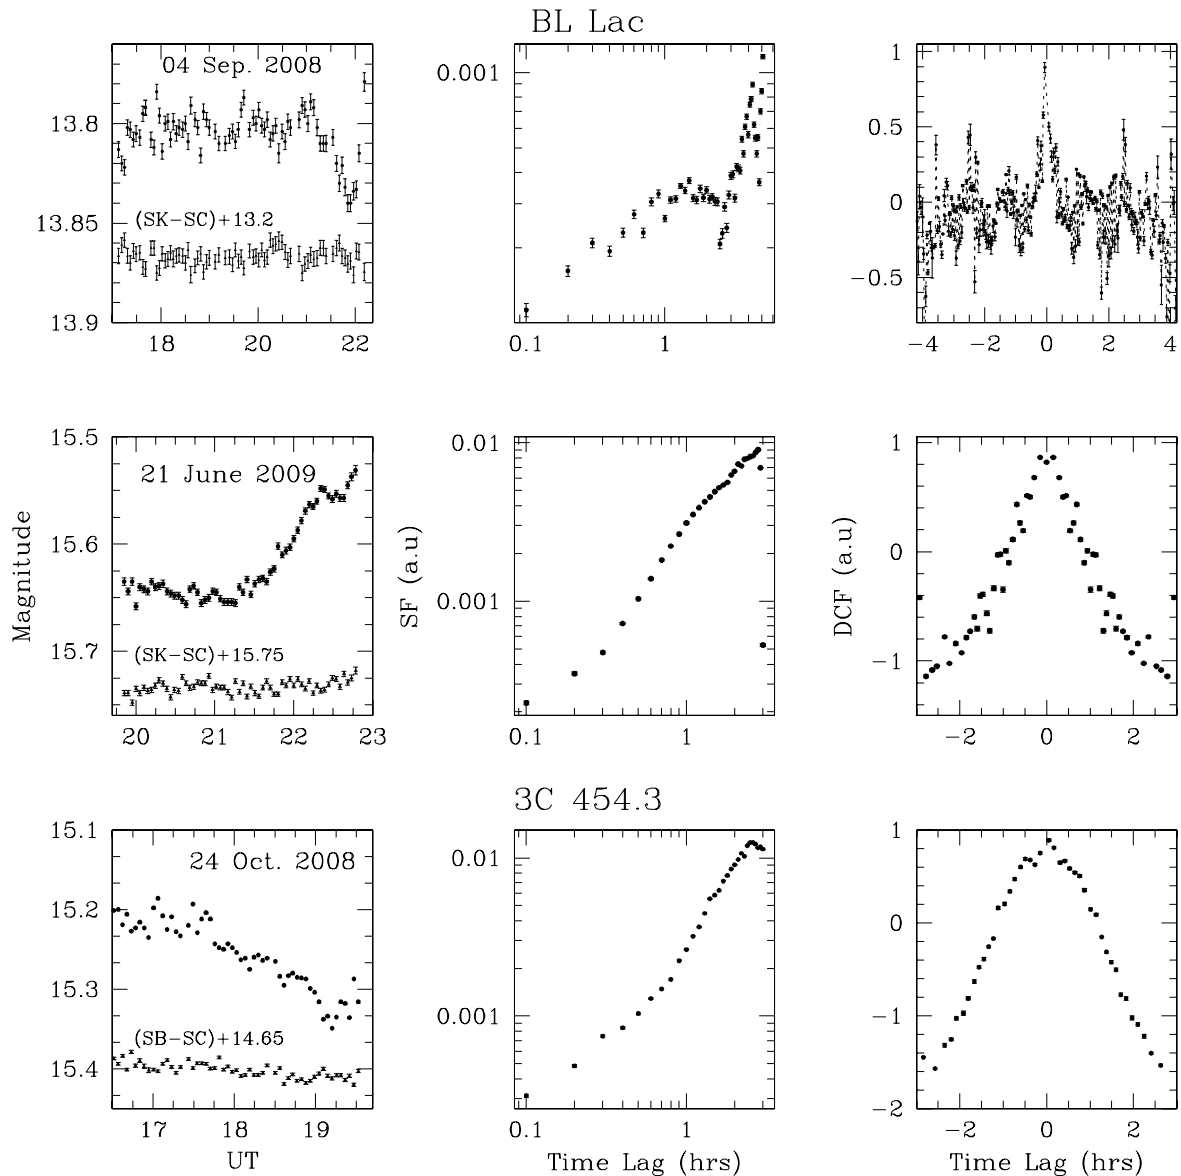 BL Lac
04 Sep. 2008
13.8
13.85
13.9
(SK-SC)+13.2
18 20 22
0.001
0.1 1
1
0.5
0
-0.5
-4 -2 0 2 4
Magnitude
15.5
15.6
15.7
21 June 2009
(SK-SC)+15.75
20 21 22 23
SF (a.u)
0.01
0.001
0.1 1
DCF (a.u)
1
0
-1
-2 0 2
3C 454.3
15.1
15.2
15.3
15.4
24 Oct. 2008
(SB-SC)+14.65
17 18 19
UT
0.01
0.001
0.1 1
Time Lag (hrs)
1
0
-1
-2
-2 0 2
Time Lag (hrs)